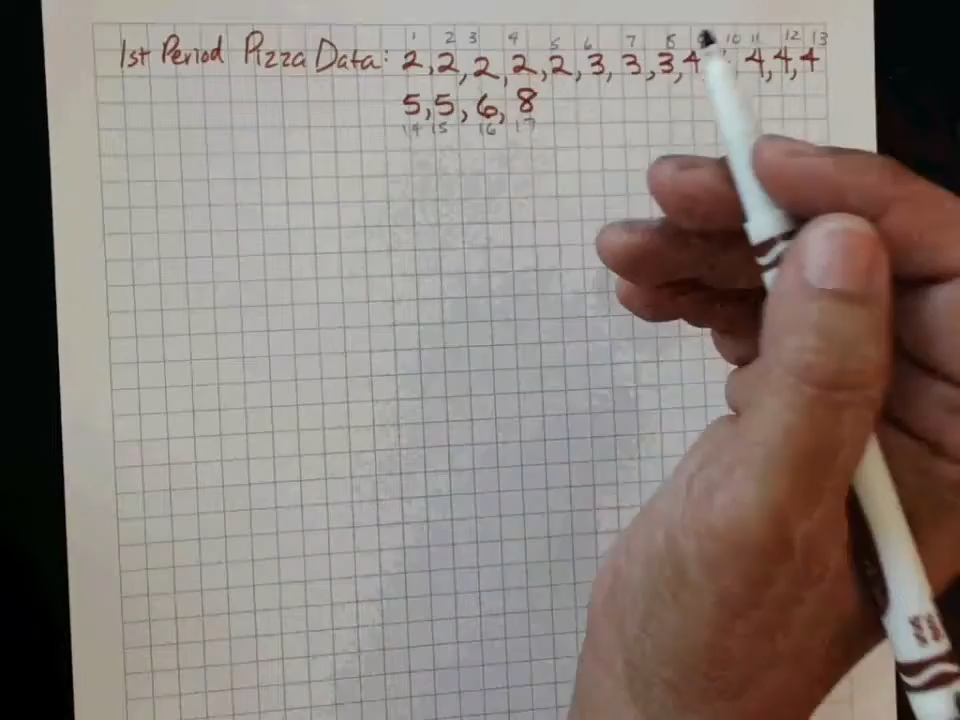 1 2 3 4 5 6 7 8 9 10 11 12 13
1st Period Pizza Data: 2, 2, 2, 2, 2, 3, 3, 3, 4, 4, 4, 4
5, 5, 6, 8
14 15 16 17